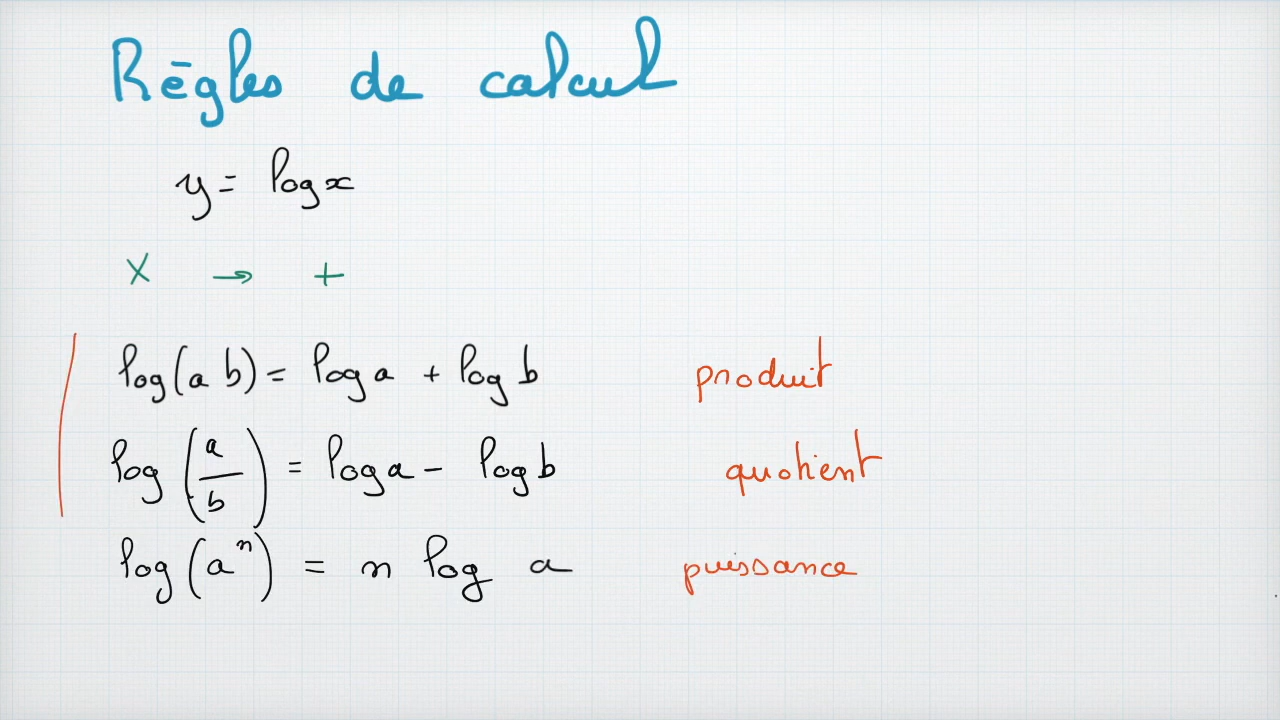 Règles de calcul
y = log x
× → +
log(a b) = log a + log b produit
log(a/b) = log a - log b quotient
log(aⁿ) = n log a puissance